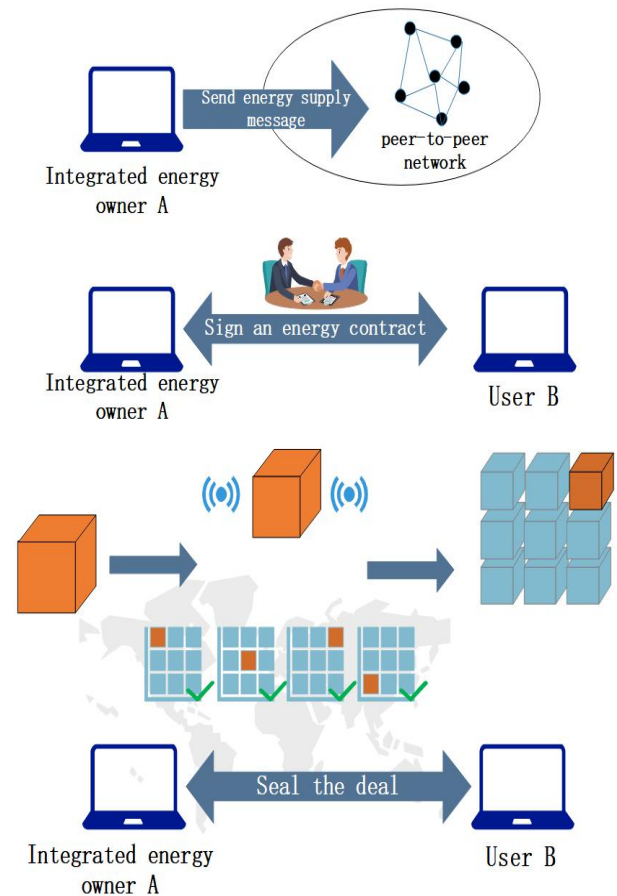 Send energy supply
message
peer-to-peer
network
Integrated energy
owner A
Sign an energy contract
Integrated energy
owner A
User B
Seal the deal
Integrated energy
owner A
User B